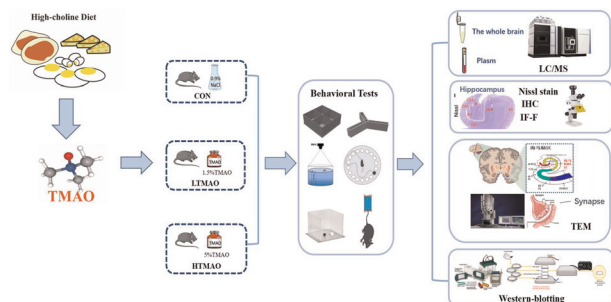 High-choline Diet
TMAO
0.9%
NaCl
CON
TMAO
1.5%TMAO
LTMAO
TMAO
5%TMAO
HTMAO
Behavioral Tests
The whole brain
Plasm
LC/MS
Hippocampus
Nissl
Nissl stain
IHC
IF-F
Synapse
TEM
Western-blotting